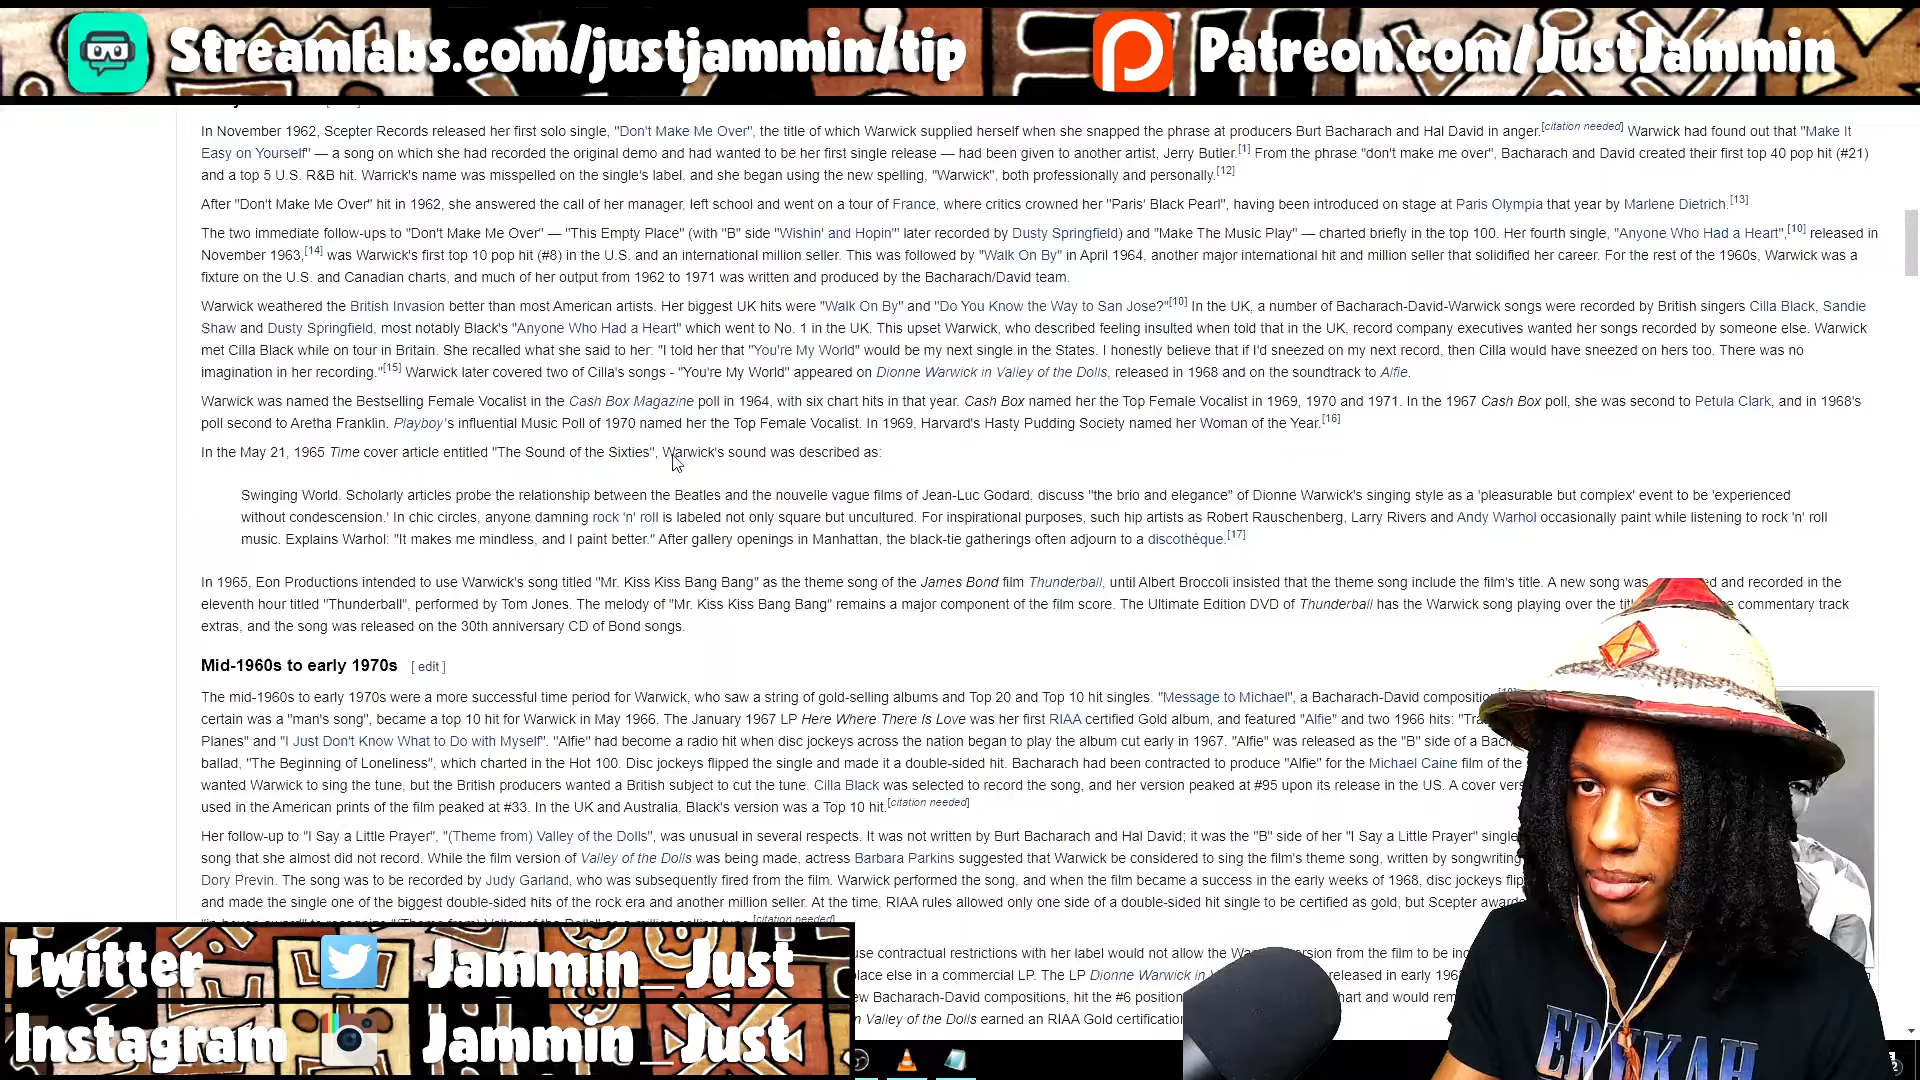 Streamlabs.com/justjammin/tip Patreon.com/JustJammin
In November 1962, Scepter Records released her first solo single, "Don't Make Me Over", the title of which Warwick supplied herself when she snapped the phrase at producers Burt Bacharach and Hal David in anger.[citation needed] Warwick had found out that "Make It
Easy on Yourself" — a song on which she had recorded the original demo and had wanted to be her first single release — had been given to another artist, Jerry Butler.[1] From the phrase "don't make me over", Bacharach and David created their first top 40 pop hit (#21)
and a top 5 U.S. R&B hit. Warrick's name was misspelled on the single's label, and she began using the new spelling, "Warwick", both professionally and personally.[12]
After "Don't Make Me Over" hit in 1962, she answered the call of her manager, left school and went on a tour of France, where critics crowned her "Paris' Black Pearl", having been introduced on stage at Paris Olympia that year by Marlene Dietrich.[13]
The two immediate follow-ups to "Don't Make Me Over" — "This Empty Place" (with "B" side "Wishin' and Hopin'" later recorded by Dusty Springfield) and "Make The Music Play" — charted briefly in the top 100. Her fourth single, "Anyone Who Had a Heart",[10] released in
November 1963,[14] was Warwick's first top 10 pop hit (#8) in the U.S. and an international million seller. This was followed by "Walk On By" in April 1964, another major international hit and million seller that solidified her career. For the rest of the 1960s, Warwick was a
fixture on the U.S. and Canadian charts, and much of her output from 1962 to 1971 was written and produced by the Bacharach/David team.
Warwick weathered the British Invasion better than most American artists. Her biggest UK hits were "Walk On By" and "Do You Know the Way to San Jose?"[10] In the UK, a number of Bacharach-David-Warwick songs were recorded by British singers Cilla Black, Sandie
Shaw and Dusty Springfield, most notably Black's "Anyone Who Had a Heart" which went to No. 1 in the UK. This upset Warwick, who described feeling insulted when told that in the UK, record company executives wanted her songs recorded by someone else. Warwick
met Cilla Black while on tour in Britain. She recalled what she said to her: "I told her that "You're My World" would be my next single in the States. I honestly believe that if I'd sneezed on my next record, then Cilla would have sneezed on hers too. There was no
imagination in her recording."[15] Warwick later covered two of Cilla's songs - "You're My World" appeared on Dionne Warwick in Valley of the Dolls, released in 1968 and on the soundtrack to Alfie.
Warwick was named the Bestselling Female Vocalist in the Cash Box Magazine poll in 1964, with six chart hits in that year. Cash Box named her the Top Female Vocalist in 1969, 1970 and 1971. In the 1967 Cash Box poll, she was second to Petula Clark, and in 1968's
poll second to Aretha Franklin. Playboy's influential Music Poll of 1970 named her the Top Female Vocalist. In 1969, Harvard's Hasty Pudding Society named her Woman of the Year.[16]
In the May 21, 1965 Time cover article entitled "The Sound of the Sixties", Warwick's sound was described as:
Swinging World. Scholarly articles probe the relationship between the Beatles and the nouvelle vague films of Jean-Luc Godard, discuss "the brio and elegance" of Dionne Warwick's singing style as a 'pleasurable but complex' event to be 'experienced
without condescension.' In chic circles, anyone damning rock 'n' roll is labeled not only square but uncultured. For inspirational purposes, such hip artists as Robert Rauschenberg, Larry Rivers and Andy Warhol occasionally paint while listening to rock 'n' roll
music. Explains Warhol: "It makes me mindless, and I paint better." After gallery openings in Manhattan, the black-tie gatherings often adjourn to a discothèque.[17]
In 1965, Eon Productions intended to use Warwick's song titled "Mr. Kiss Kiss Bang Bang" as the theme song of the James Bond film Thunderball, until Albert Broccoli insisted that the theme song include the film's title. A new song was ed and recorded in the
eleventh hour titled "Thunderball", performed by Tom Jones. The melody of "Mr. Kiss Kiss Bang Bang" remains a major component of the film score. The Ultimate Edition DVD of Thunderball has the Warwick song playing over the commentary track
extras, and the song was released on the 30th anniversary CD of Bond songs.
Mid-1960s to early 1970s [ edit ]
The mid-1960s to early 1970s were a more successful time period for Warwick, who saw a string of gold-selling albums and Top 20 and Top 10 hit singles. "Message to Michael", a Bacharach-David
certain was a "man's song", became a top 10 hit for Warwick in May 1966. The January 1967 LP Here Where There Is Love was her first RIAA certified Gold album, and featured "Alfie" and two 1966 hits:
Planes" and "I Just Don't Know What to Do with Myself". "Alfie" had become a radio hit when disc jockeys across the nation began to play the album cut early in 1967. "Alfie" was released as the "B" side of a
ballad, "The Beginning of Loneliness", which charted in the Hot 100. Disc jockeys flipped the single and made it a double-sided hit. Bacharach had been contracted to produce "Alfie" for the Michael Caine film of the
wanted Warwick to sing the tune, but the British producers wanted a British subject to cut the tune. Cilla Black was selected to record the song, and her version peaked at #95 upon its release in the US. A cover
used in the American prints of the film peaked at #33. In the UK and Australia, Black's version was a Top 10 hit.[citation needed]
Her follow-up to "I Say a Little Prayer", "(Theme from) Valley of the Dolls", was unusual in several respects. It was not written by Burt Bacharach and Hal David; it was the "B" side of her "I Say a Little Prayer"
song that she almost did not record. While the film version of Valley of the Dolls was being made, actress Barbara Parkins suggested that Warwick be considered to sing the film's theme song, written by songwriting
Dory Previn. The song was to be recorded by Judy Garland, who was subsequently fired from the film. Warwick performed the song, and when the film became a success in the early weeks of 1968, disc jockeys
and made the single one of the biggest double-sided hits of the rock era and another million seller. At the time, RIAA rules allowed only one side of a double-sided hit single to be certified as gold, but Scepter
[citation needed]
contractual restrictions with her label would not allow the from the film to be
else in a commercial LP. The LP Dionne Warwick in released in early
Bacharach-David compositions, hit the #6 and would
Valley of the Dolls earned an RIAA Gold
Twitter Jammin_Just
Instagram Jammin_Just